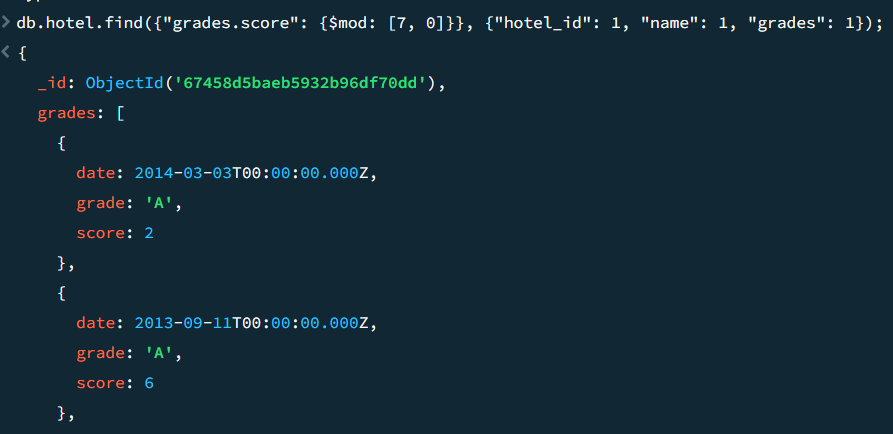 db.hotel.find({"grades.score": {$mod: [7, 0]}}, {"hotel_id": 1, "name": 1, "grades": 1});
{
_id: ObjectId('67458d5baeb5932b96df70dd'),
grades: [
{
date: 2014-03-03T00:00:00.000Z,
grade: 'A',
score: 2
},
{
date: 2013-09-11T00:00:00.000Z,
grade: 'A',
score: 6
},